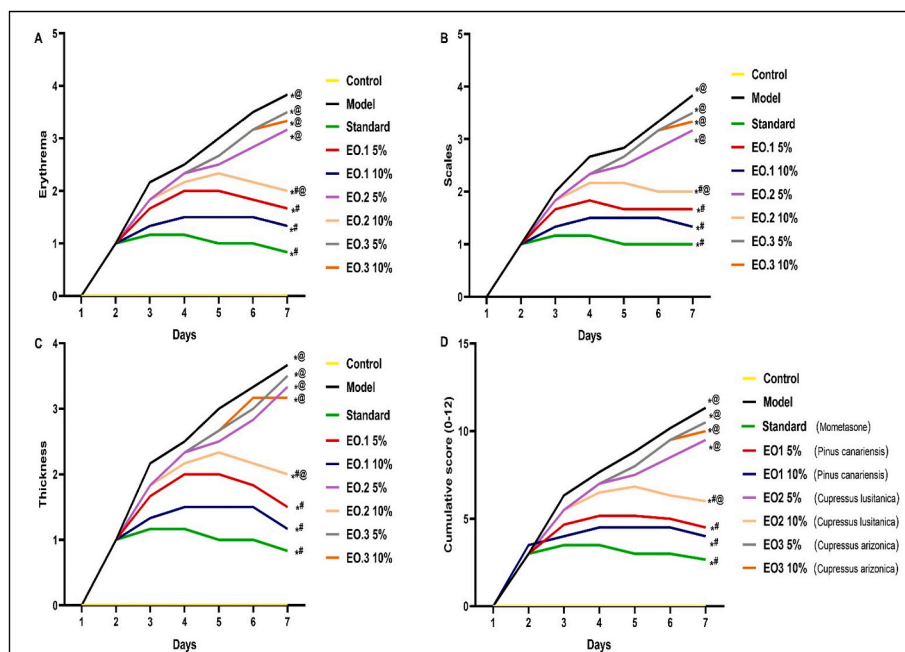 A
5
4
3
2
1
0
Erythrema
1 2 3 4 5 6 7
Days
*@
*@
*@
*@
*#@
*#
*#
*#
Control
Model
Standard
EO.1 5%
EO.1 10%
EO.2 5%
EO.2 10%
EO.3 5%
EO.3 10%
B
5
4
3
2
1
0
Scales
1 2 3 4 5 6 7
Days
*@
*@
*@
*@
*#@
*#
*#
*#
Control
Model
Standard
EO.1 5%
EO.1 10%
EO.2 5%
EO.2 10%
EO.3 5%
EO.3 10%
C
4
3
2
1
0
Thickness
1 2 3 4 5 6 7
Days
*@
*@
*@
*@
*#@
*#
*#
*#
Control
Model
Standard
EO.1 5%
EO.1 10%
EO.2 5%
EO.2 10%
EO.3 5%
EO.3 10%
D
15
10
5
0
Cumulative score (0-12)
1 2 3 4 5 6 7
Days
*@
*@
*@
*@
*#@
*#
*#
*#
Control
Model
Standard (Mometasone)
EO1 5% (Pinus canariensis)
EO1 10% (Pinus canariensis)
EO2 5% (Cupressus lusitanica)
EO2 10% (Cupressus lusitanica)
EO3 5% (Cupressus arizonica)
EO3 10% (Cupressus arizonica)